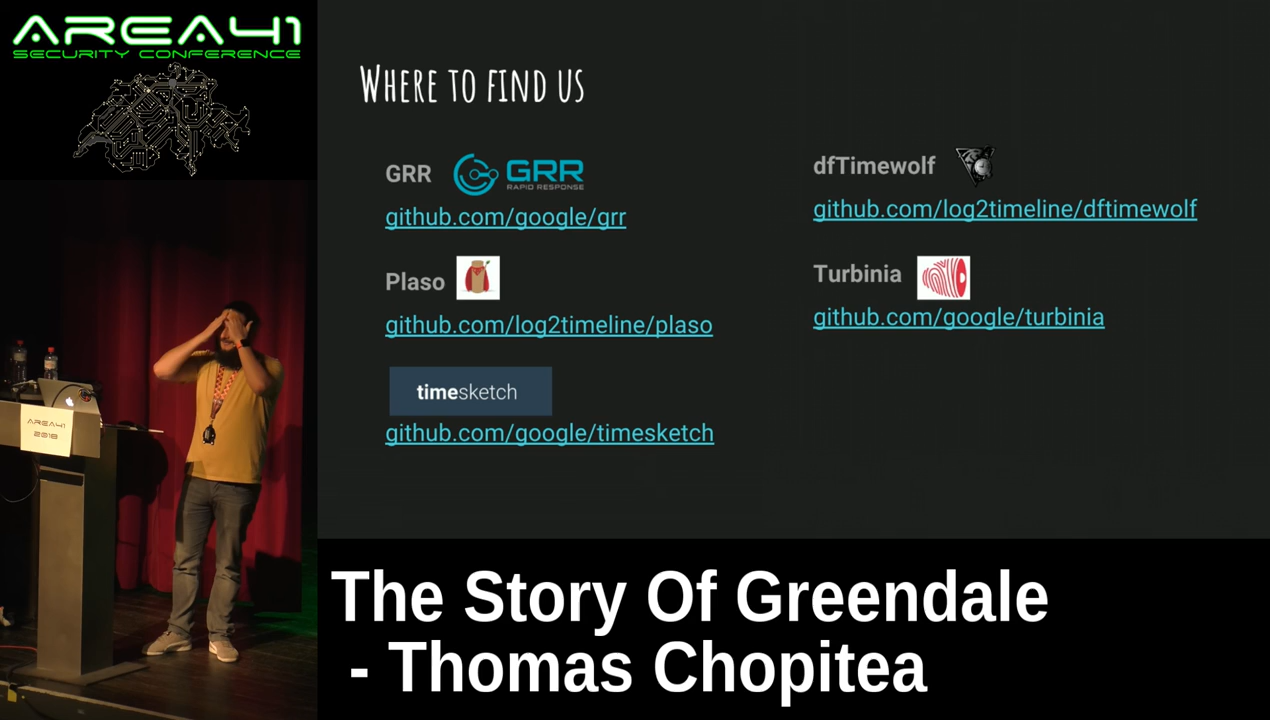 AREA41
SECURITY CONFERENCE
WHERE TO FIND US
GRR
GRR
RAPID RESPONSE
github.com/google/grr
Plaso
github.com/log2timeline/plaso
timesketch
github.com/google/timesketch
dfTimewolf
github.com/log2timeline/dftimewolf
Turbinia
github.com/google/turbinia
AREA41
2018
The Story Of Greendale
- Thomas Chopitea